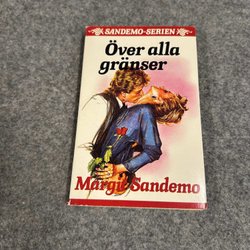 SANDEMO-SERIEN
Över alla
gränser
Margit Sandemo